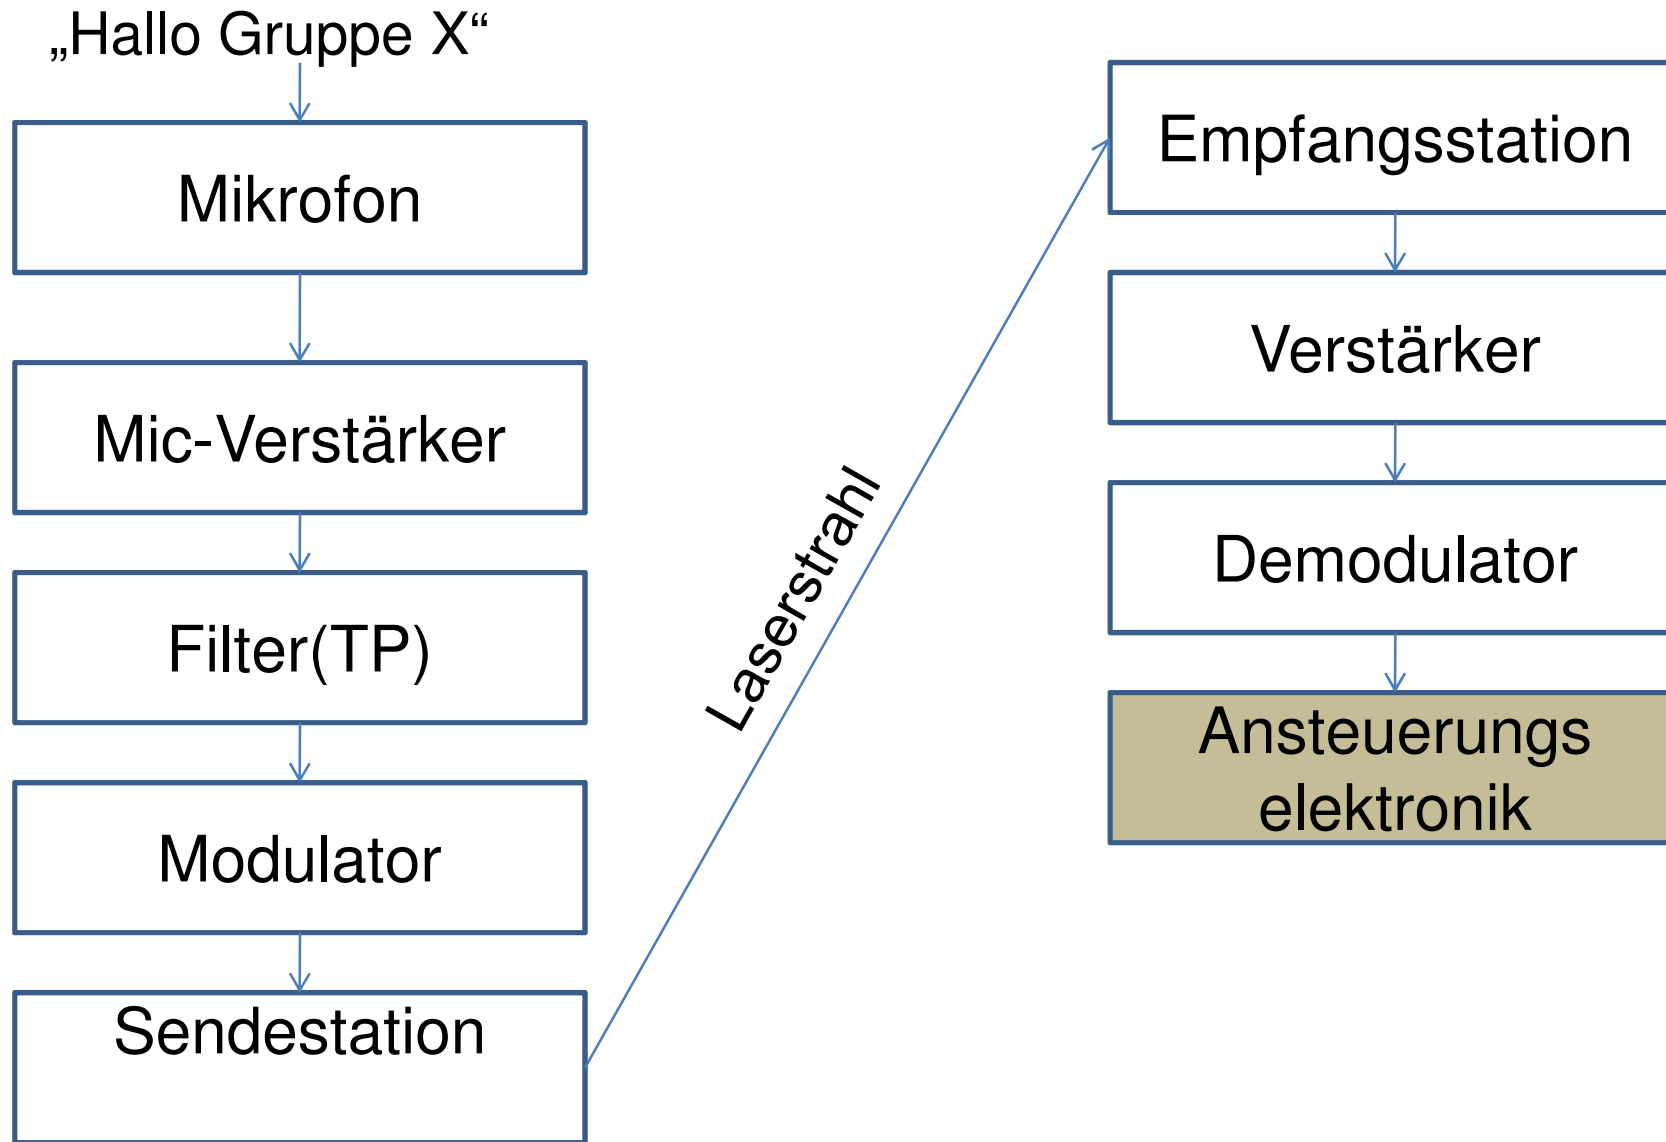 „Hallo Gruppe X“
Mikrofon
Mic-Verstärker
Filter(TP)
Modulator
Sendestation
Laserstrahl
Empfangsstation
Verstärker
Demodulator
Ansteuerungs
elektronik